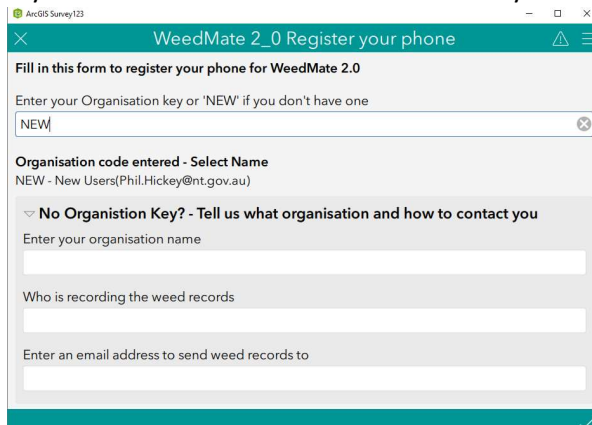 ArcGIS Survey123
WeedMate 2_0 Register your phone
Fill in this form to register your phone for WeedMate 2.0
Enter your Organisation key or 'NEW' if you don't have one
NEW
Organisation code entered - Select Name
NEW - New Users(Phil.Hickey@nt.gov.au)
No Organistion Key? - Tell us what organisation and how to contact you
Enter your organisation name
Who is recording the weed records
Enter an email address to send weed records to